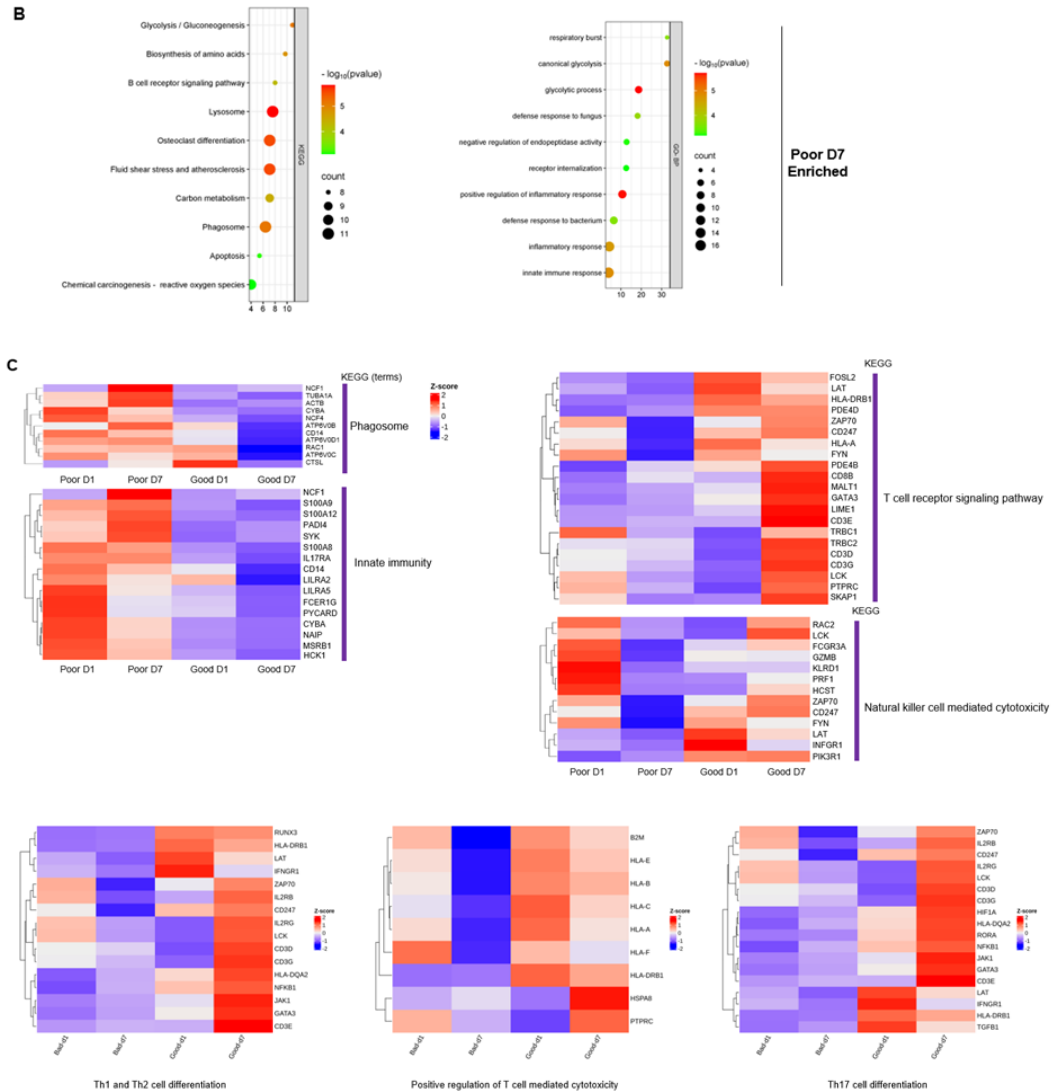 B
Glycolysis / Gluconeogenesis
Biosynthesis of amino acids
B cell receptor signaling pathway
Lysosome
Osteoclast differentiation
Fluid shear stress and atherosclerosis
Carbon metabolism
Phagosome
Apoptosis
Chemical carcinogenesis - reactive oxygen species
4 6 8 10
KEGG
- log10(pvalue)
5
4
count
8
9
10
11
respiratory burst
canonical glycolysis
glycolytic process
defense response to fungus
negative regulation of endopeptidase activity
receptor internalization
positive regulation of inflammatory response
defense response to bacterium
inflammatory response
innate immune response
10 20 30
GO- BP
- log10(pvalue)
5
4
count
4
6
8
10
12
14
16
Poor D7
Enriched
C
KEGG (terms)
NCF1
TUBA1A
ACTB
CYBA
NCF4
ATP6V0B
CD14
ATP6V0D1
RAC1
ATP6V0C
CTSL
Phagosome
Poor D1 Poor D7 Good D1 Good D7
Z-score
2
1
0
-1
-2
NCF1
S100A9
S100A12
PADI4
SYK
S100A8
IL17RA
CD14
LILRA2
LILRA5
FCER1G
PYCARD
CYBA
NAIP
MSRB1
HCK1
Innate immunity
Poor D1 Poor D7 Good D1 Good D7
KEGG
FOSL2
LAT
HLA-DRB1
PDE4D
ZAP70
CD247
HLA-A
FYN
PDE4B
CD8B
MALT1
GATA3
LIME1
CD3E
TRBC1
TRBC2
CD3D
CD3G
LCK
PTPRC
SKAP1
T cell receptor signaling pathway
KEGG
RAC2
LCK
FCGR3A
GZMB
KLRD1
PRF1
HCST
ZAP70
CD247
FYN
LAT
INFGR1
PIK3R1
Natural killer cell mediated cytotoxicity
Poor D1 Poor D7 Good D1 Good D7
RUNX3
HLA-DRB1
LAT
IFNGR1
ZAP70
IL2RB
CD247
IL2RG
LCK
CD3D
CD3G
HLA-DQA2
NFKB1
JAK1
GATA3
CD3E
Z-score
2
1
0
-1
-2
Bad-d1 Bad-d7 Good-d1 Good-d7
Th1 and Th2 cell differentiation
B2M
HLA-E
HLA-B
HLA-C
HLA-A
HLA-F
HLA-DRB1
HSPA8
PTPRC
Z-score
2
1
0
-1
-2
Bad-d1 Bad-d7 Good-d1 Good-d7
Positive regulation of T cell mediated cytotoxicity
ZAP70
IL2RB
CD247
IL2RG
LCK
CD3D
CD3G
HIF1A
HLA-DQA2
RORA
NFKB1
JAK1
GATA3
CD3E
LAT
IFNGR1
HLA-DRB1
TGFB1
Z-score
2
1
0
-1
-2
Bad-d1 Bad-d7 Good-d1 Good-d7
Th17 cell differentiation